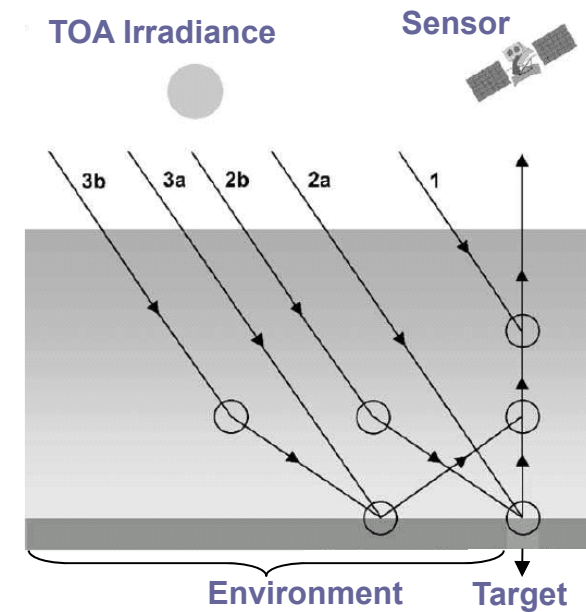 TOA Irradiance
Sensor
3b
3a
2b
2a
1
Environment
Target